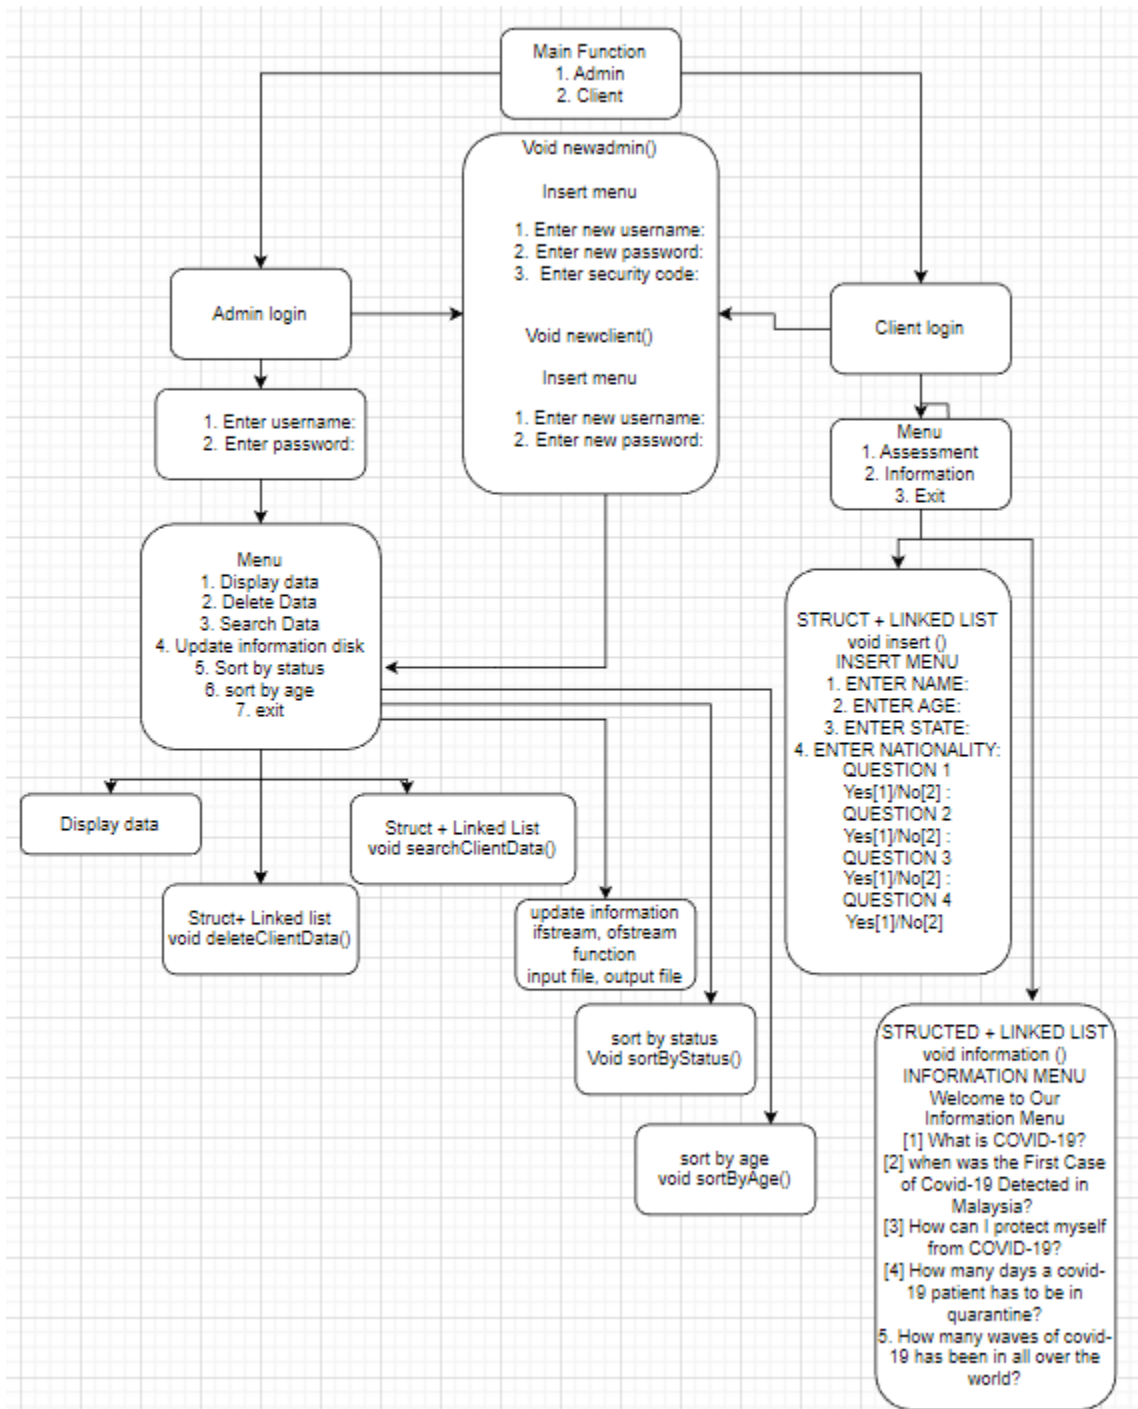 Main Function
1. Admin
2. Client
Void newadmin()
Insert menu
1. Enter new username:
2. Enter new password:
3. Enter security code:
Void newclient()
Insert menu
1. Enter new username:
2. Enter new password:
Admin login
Client login
1. Enter username:
2. Enter password:
Menu
1. Assessment
2. Information
3. Exit
Menu
1. Display data
2. Delete Data
3. Search Data
4. Update information disk
5. Sort by status
6. sort by age
7. exit
STRUCT + LINKED LIST
void insert ()
INSERT MENU
1. ENTER NAME:
2. ENTER AGE:
3. ENTER STATE:
4. ENTER NATIONALITY:
QUESTION 1
Yes[1]/No[2] :
QUESTION 2
Yes[1]/No[2] :
QUESTION 3
Yes[1]/No[2] :
QUESTION 4
Yes[1]/No[2]
Display data
Struct + Linked List
void searchClientData()
Struct+ Linked list
void deleteClientData()
update information
ifstream, ofstream
function
input file, output file
sort by status
Void sortByStatus()
sort by age
void sortByAge()
STRUCTED + LINKED LIST
void information ()
INFORMATION MENU
Welcome to Our
Information Menu
[1] What is COVID-19?
[2] when was the First Case
of Covid-19 Detected in
Malaysia?
[3] How can I protect myself
from COVID-19?
[4] How many days a covid-
19 patient has to be in
quarantine?
5. How many waves of covid-
19 has been in all over the
world?